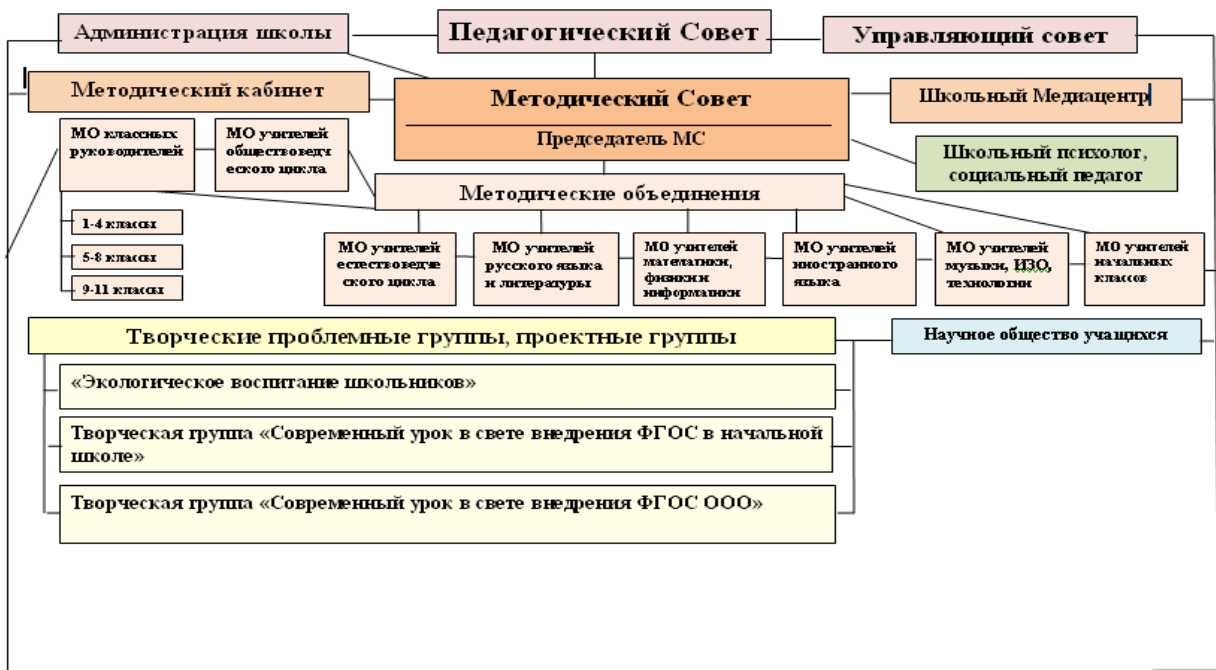 Администрация школы
Педагогический Совет
Управляющий совет
Методический кабинет
Методический Совет
Председатель МС
Школьный Медиацентр
МО классных
руководителей
МО учителей
обществоведч
еского цикла
Школьный психолог,
социальный педагог
Методические объединения
1-4 классы
5-8 классы
9-11 классы
МО учителей
естествоведче
ского цикла
МО учителей
русского языка
и литературы
МО учителей
математики,
физики и
информатики
МО учителей
иностранного
языка
МО учителей
музыки, ИЗО,
технологии
МО учителей
начальных
классов
Творческие проблемные группы, проектные группы
Научное общество учащихся
«Экологическое воспитание школьников»
Творческая группа «Современный урок в свете внедрения ФГОС в начальной
школе»
Творческая группа «Современный урок в свете внедрения ФГОС ООО»